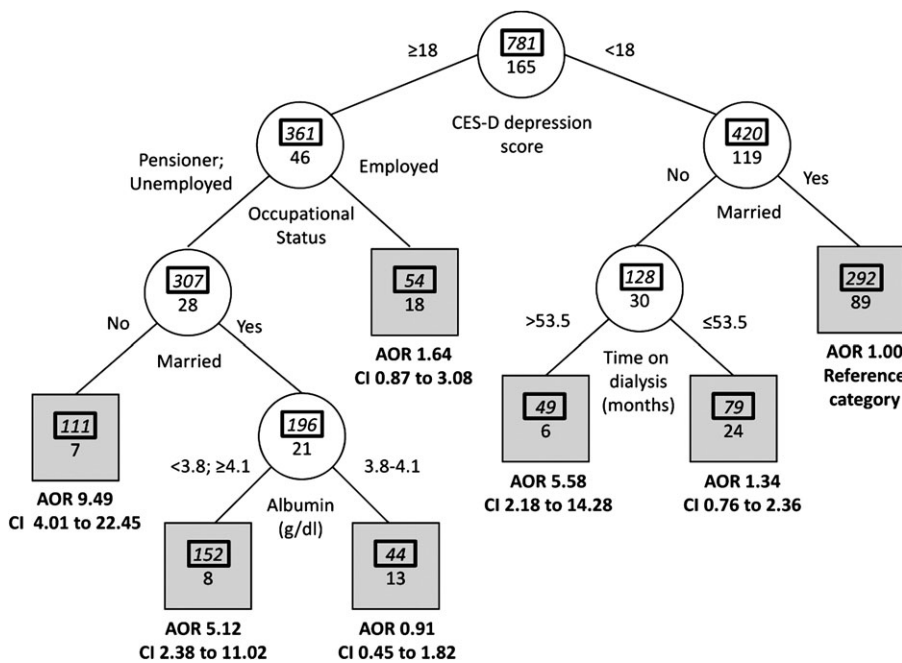 781
165
≥18
<18
CES-D depression
score
361
46
420
119
Pensioner;
Unemployed
Employed
Occupational
Status
No
Yes
Married
307
28
54
18
AOR 1.64
CI 0.87 to 3.08
128
30
292
89
AOR 1.00
Reference
category
No
Yes
Married
>53.5
≤53.5
Time on
dialysis
(months)
111
7
AOR 9.49
CI 4.01 to 22.45
196
21
49
6
AOR 5.58
CI 2.18 to 14.28
79
24
AOR 1.34
CI 0.76 to 2.36
<3.8; ≥4.1
3.8-4.1
Albumin
(g/dl)
152
8
AOR 5.12
CI 2.38 to 11.02
44
13
AOR 0.91
CI 0.45 to 1.82